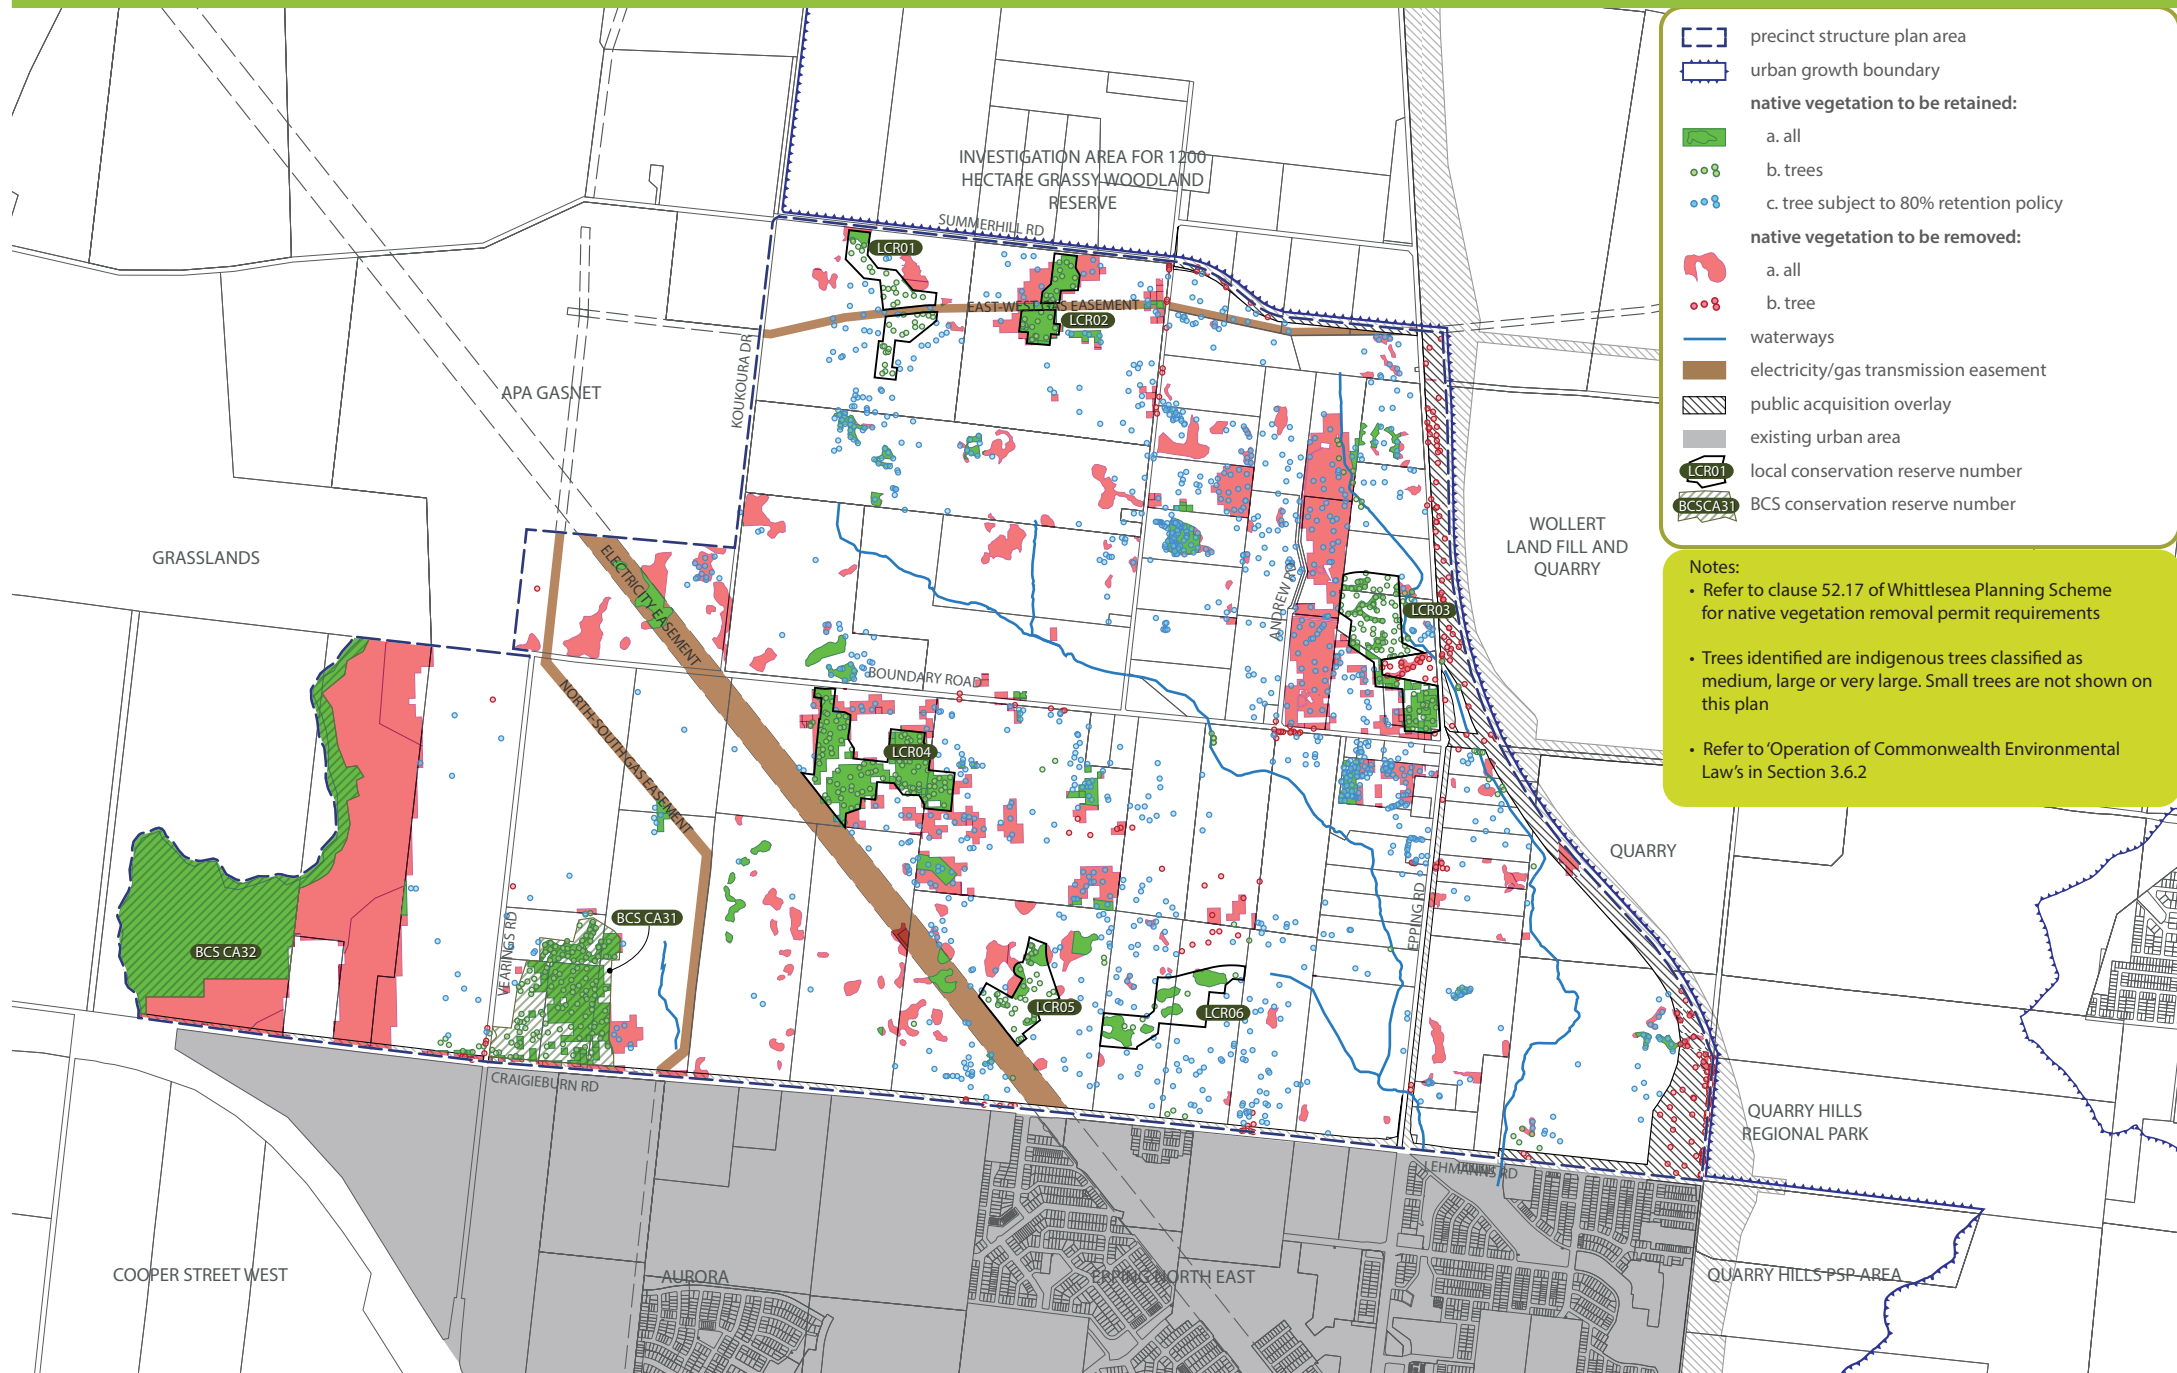 precinct structure plan area
urban growth boundary
native vegetation to be retained:
a. all
b. trees
c. tree subject to 80% retention policy
native vegetation to be removed:
a. all
b. tree
waterways
electricity/gas transmission easement
public acquisition overlay
existing urban area
LCR01
local conservation reserve number
BCSCA31
BCS conservation reserve number
Notes:
• Refer to clause 52.17 of Whittlesea Planning Scheme
for native vegetation removal permit requirements
• Trees identified are indigenous trees classified as
medium, large or very large. Small trees are not shown on
this plan
• Refer to 'Operation of Commonwealth Environmental
Law's in Section 3.6.2
INVESTIGATION AREA FOR 1200
HECTARE GRASSY WOODLAND
RESERVE
SUMMERHILL RD
LCR01
EAST-WEST GAS EASEMENT
LCR02
KOUKOURA DR
APA GASNET
GRASSLANDS
WOLLERT
LAND FILL AND
QUARRY
ELECTRICITY EASEMENT
ANDREW RD
LCR03
BOUNDARY ROAD
NORTH-SOUTH GAS EASEMENT
LCR04
QUARRY
EPPING RD
BCS CA31
VEARINGS RD
BCS CA32
LCR05
LCR06
CRAIGIEBURN RD
QUARRY HILLS
REGIONAL PARK
LEHMANNS RD
COOPER STREET WEST
AURORA
EPPING NORTH EAST
QUARRY HILLS PSP AREA